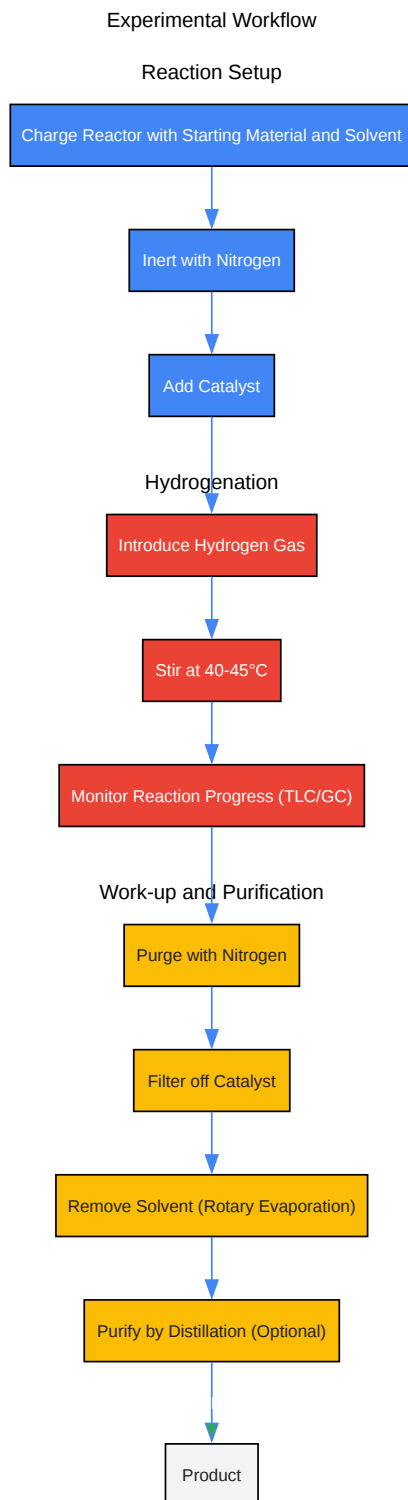 Experimental Workflow
Reaction Setup
Charge Reactor with Starting Material and Solvent
Inert with Nitrogen
Add Catalyst
Hydrogenation
Introduce Hydrogen Gas
Stir at 40-45°C
Monitor Reaction Progress (TLC/GC)
Work-up and Purification
Purge with Nitrogen
Filter off Catalyst
Remove Solvent (Rotary Evaporation)
Purify by Distillation (Optional)
Product